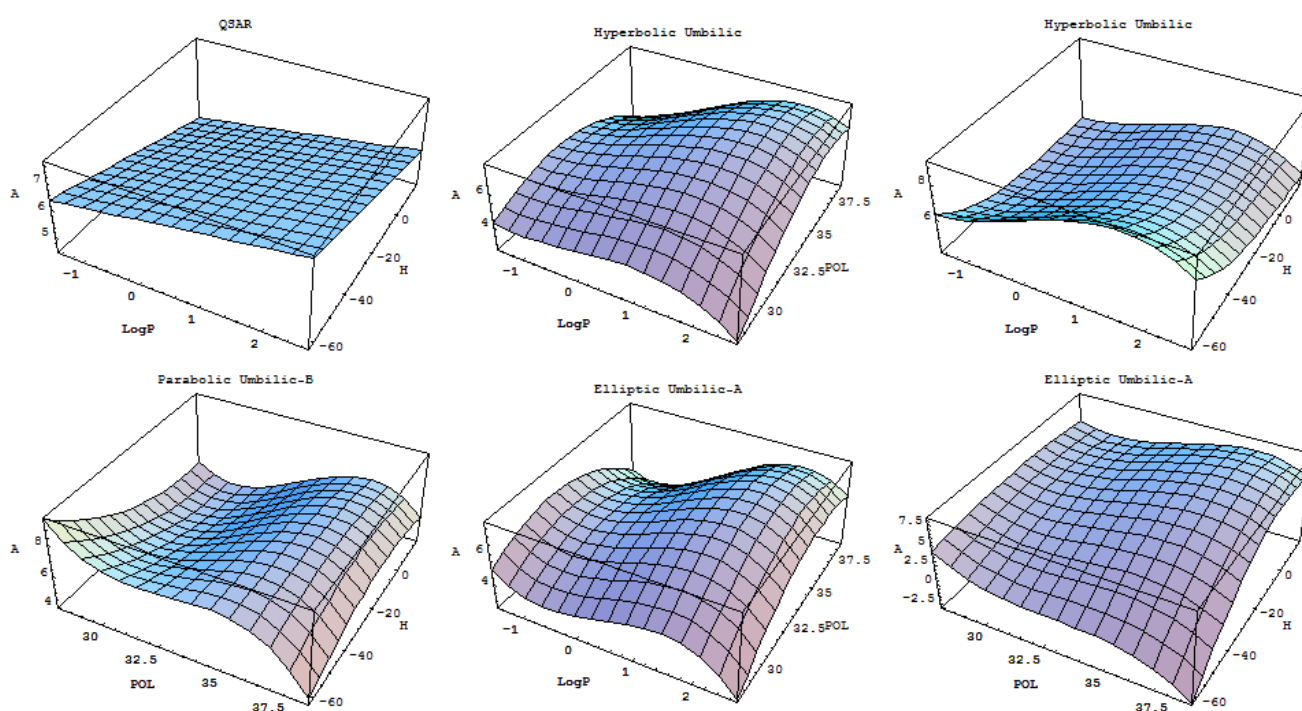 QSAR
A
7
6
5
-1
0
1
2
LogP
0
-20
-40
-60
H
Hyperbolic Umbilic
A
6
4
-1
0
1
2
LogP
37.5
35
32.5
30
POL
Hyperbolic Umbilic
A
8
6
-1
0
1
2
LogP
0
-20
-40
-60
H
Parabolic Umbilic-B
A
8
6
4
30
32.5
35
37.5
POL
0
-20
-40
-60
H
Elliptic Umbilic-A
A
6
4
-1
0
1
2
LogP
37.5
35
32.5
30
POL
Elliptic Umbilic-A
A
7.5
5
2.5
0
-2.5
30
32.5
35
37.5
POL
0
-20
-40
-60
H